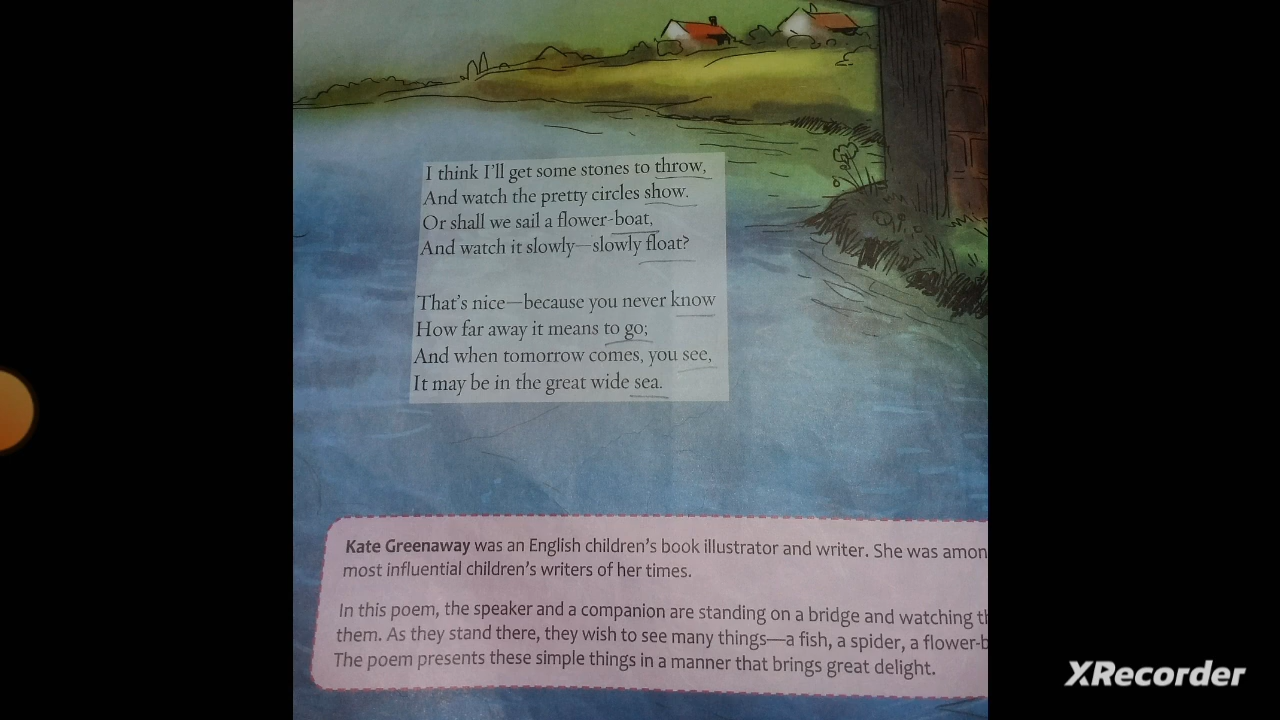 I think I'll get some stones to throw,
And watch the pretty circles show.
Or shall we sail a flower-boat,
And watch it slowly—slowly float?
That's nice—because you never know
How far away it means to go;
And when tomorrow comes, you see,
It may be in the great wide sea.
Kate Greenaway was an English children's book illustrator and writer. She was
most influential children's writers of her times.
In this poem, the speaker and a companion are standing on a bridge and watching
them. As they stand there, they wish to see many things—a fish, a spider, a
The poem presents these simple things in a manner that brings great delight.
XRecorder